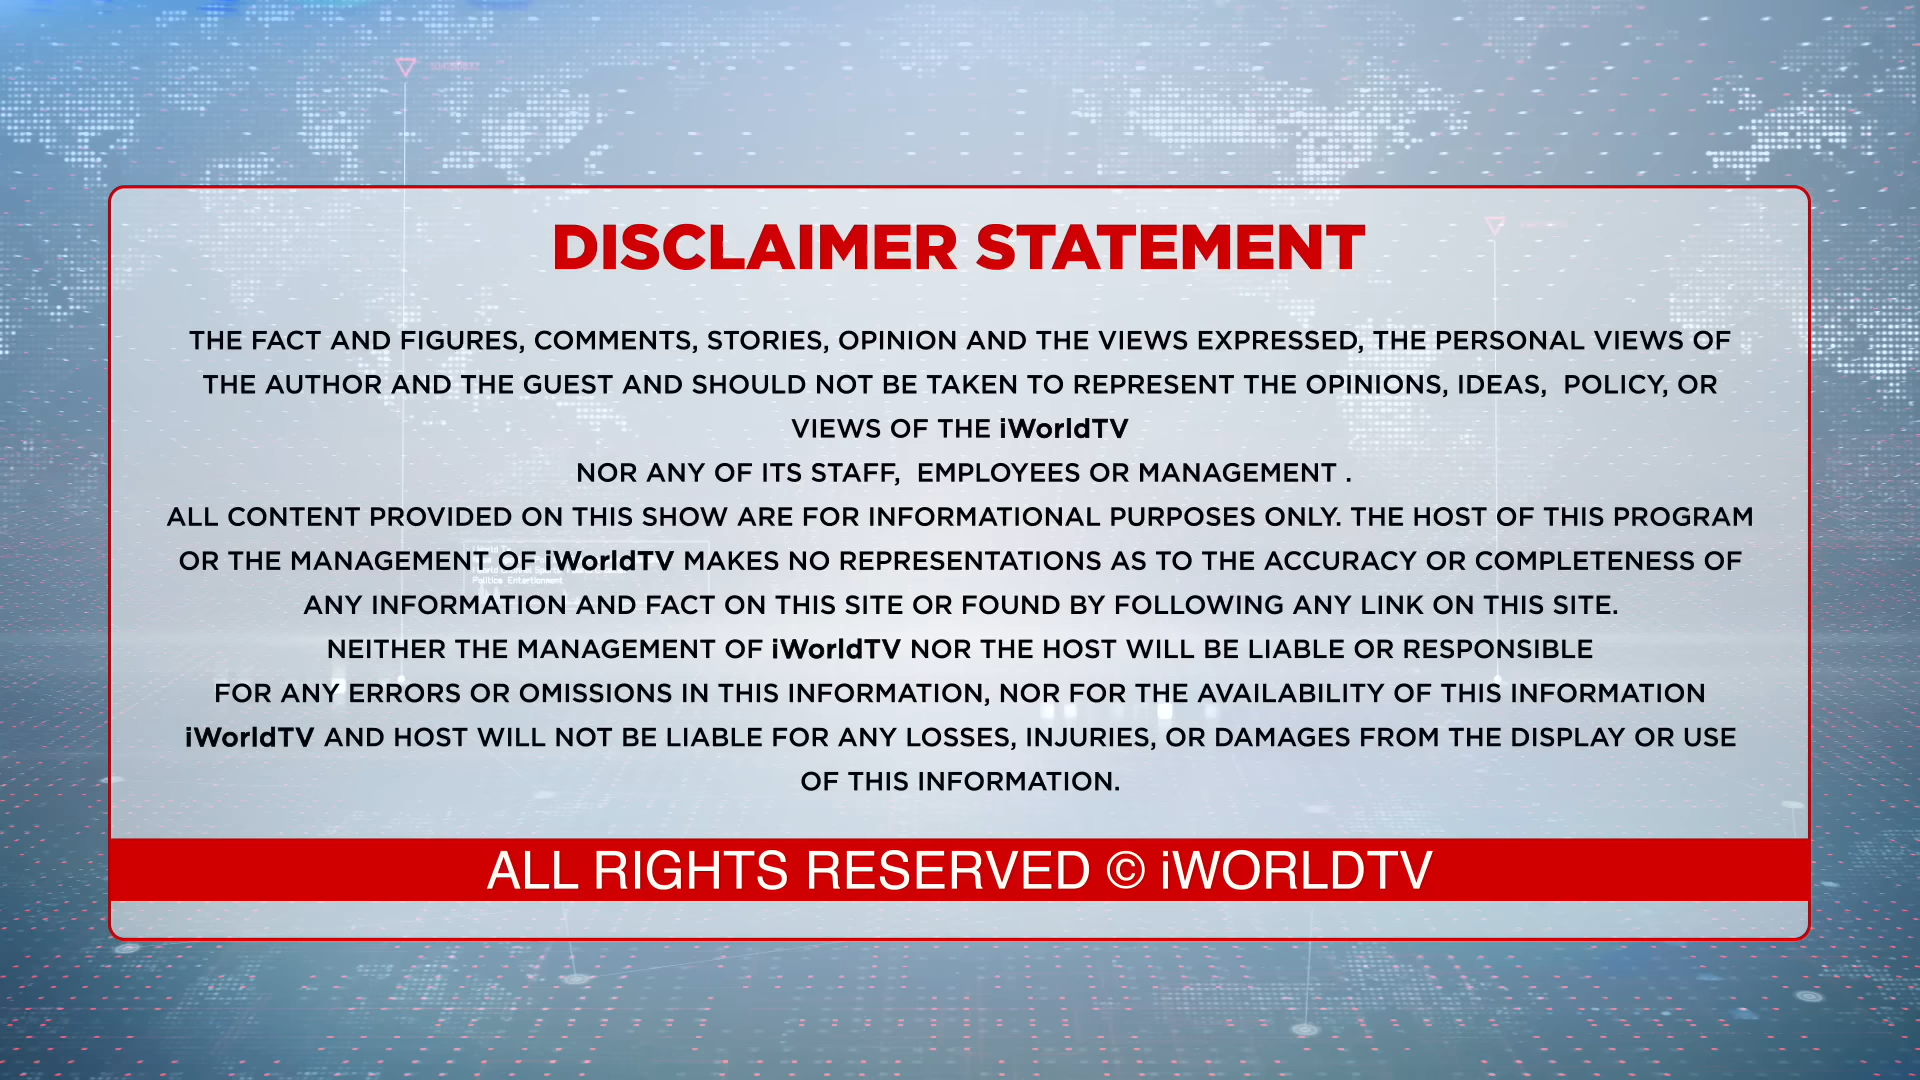 DISCLAIMER STATEMENT
THE FACT AND FIGURES, COMMENTS, STORIES, OPINION AND THE VIEWS EXPRESSED, THE PERSONAL VIEWS OF
THE AUTHOR AND THE GUEST AND SHOULD NOT BE TAKEN TO REPRESENT THE OPINIONS, IDEAS, POLICY, OR
VIEWS OF THE iWorldTV
NOR ANY OF ITS STAFF, EMPLOYEES OR MANAGEMENT .
ALL CONTENT PROVIDED ON THIS SHOW ARE FOR INFORMATIONAL PURPOSES ONLY. THE HOST OF THIS PROGRAM
OR THE MANAGEMENT OF iWorldTV MAKES NO REPRESENTATIONS AS TO THE ACCURACY OR COMPLETENESS OF
Politice Entertionment
ANY INFORMATION AND FACT ON THIS SITE OR FOUND BY FOLLOWING ANY LINK ON THIS SITE.
NEITHER THE MANAGEMENT OF iWorldTV NOR THE HOST WILL BE LIABLE OR RESPONSIBLE
FOR ANY ERRORS OR OMISSIONS IN THIS INFORMATION, NOR FOR THE AVAILABILITY OF THIS INFORMATION
iWorldTV AND HOST WILL NOT BE LIABLE FOR ANY LOSSES, INJURIES, OR DAMAGES FROM THE DISPLAY OR USE
OF THIS INFORMATION.
ALL RIGHTS RESERVED © iWORLDTV